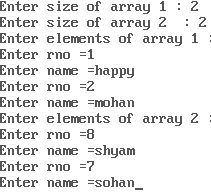 Enter size of array 1 : 2
Enter size of array 2  : 2
Enter elements of array 1 :
Enter rno =1
Enter name =happy
Enter rno =2
Enter name =mohan
Enter elements of array 2 :
Enter rno =8
Enter name =shyam
Enter rno =7
Enter name =sohan_